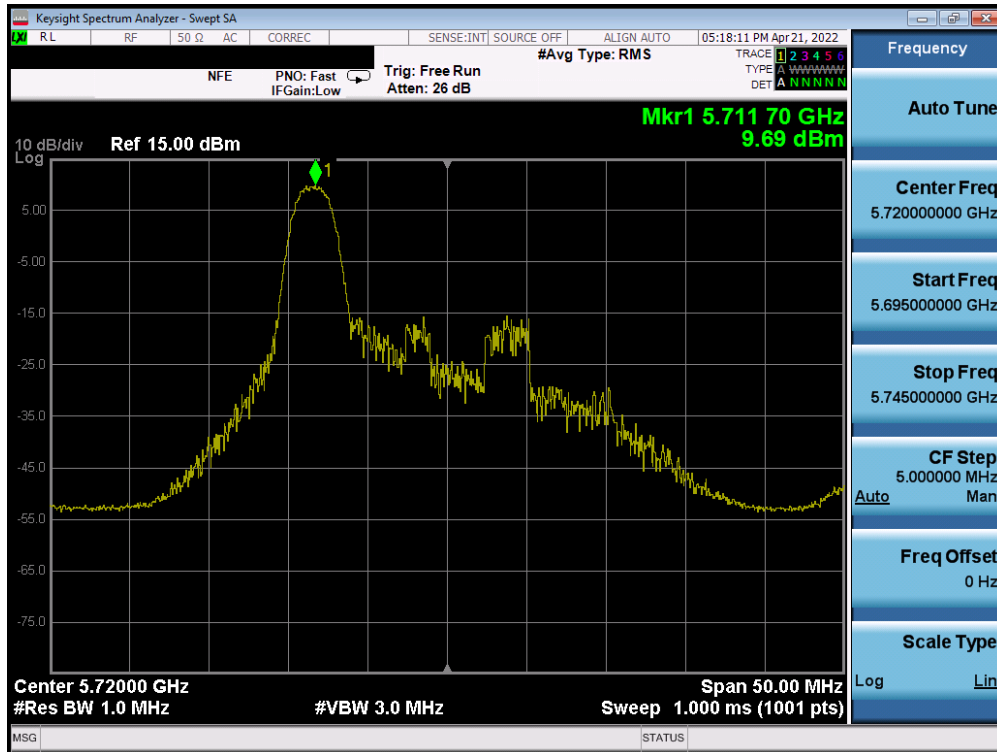 Keysight Spectrum Analyzer - Swept SA
LXI RL RF 50 Ω AC CORREC SENSE:INT SOURCE OFF ALIGN AUTO 05:18:11 PM Apr 21, 2022
NFE PNO: Fast IFGain:Low
Trig: Free Run
Atten: 26 dB
#Avg Type: RMS
TRACE 1 2 3 4 5 6
TYPE A WWWWW
DET A N N N N N
Mkr1 5.711 70 GHz
9.69 dBm
10 dB/div Ref 15.00 dBm
Log
1
5.00
-5.00
-15.0
-25.0
-35.0
-45.0
-55.0
-65.0
-75.0
Center 5.72000 GHz Span 50.00 MHz
#Res BW 1.0 MHz #VBW 3.0 MHz Sweep 1.000 ms (1001 pts)
MSG STATUS
Frequency
Auto Tune
Center Freq
5.720000000 GHz
Start Freq
5.695000000 GHz
Stop Freq
5.745000000 GHz
CF Step
5.000000 MHz
Auto Man
Freq Offset
0 Hz
Scale Type
Log Lin